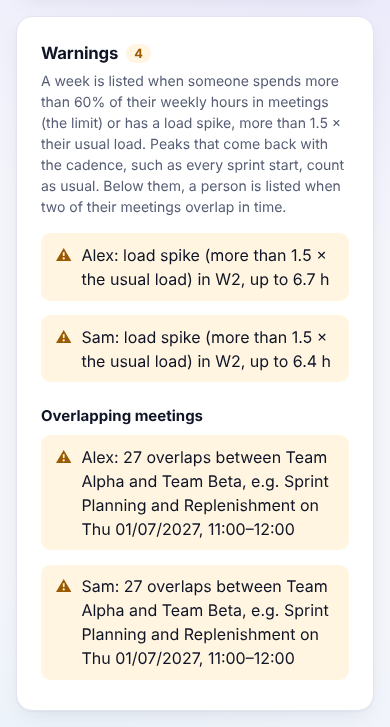 Warnings 4
A week is listed when someone spends more
than 60% of their weekly hours in meetings
(the limit) or has a load spike, more than 1.5 ×
their usual load. Peaks that come back with
the cadence, such as every sprint start, count
as usual. Below them, a person is listed when
two of their meetings overlap in time.
Alex: load spike (more than 1.5 ×
the usual load) in W2, up to 6.7 h
Sam: load spike (more than 1.5 ×
the usual load) in W2, up to 6.4 h
Overlapping meetings
Alex: 27 overlaps between Team
Alpha and Team Beta, e.g. Sprint
Planning and Replenishment on
Thu 01/07/2027, 11:00–12:00
Sam: 27 overlaps between Team
Alpha and Team Beta, e.g. Sprint
Planning and Replenishment on
Thu 01/07/2027, 11:00–12:00